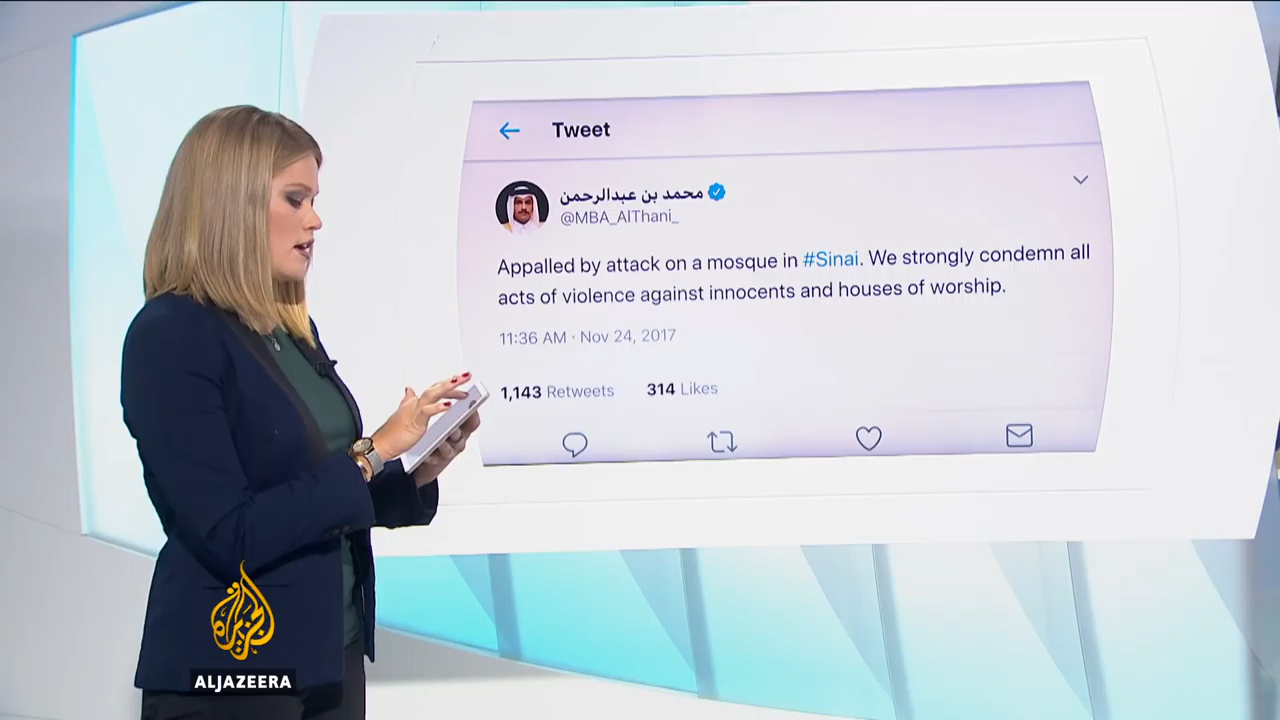 Tweet
محمد بن عبدالرحمن
@MBA_AlThani_
Appalled by attack on a mosque in #Sinai. We strongly condemn all
acts of violence against innocents and houses of worship.
11:36 AM · Nov 24, 2017
1,143 Retweets 314 Likes
الجزيرة
ALJAZEERA